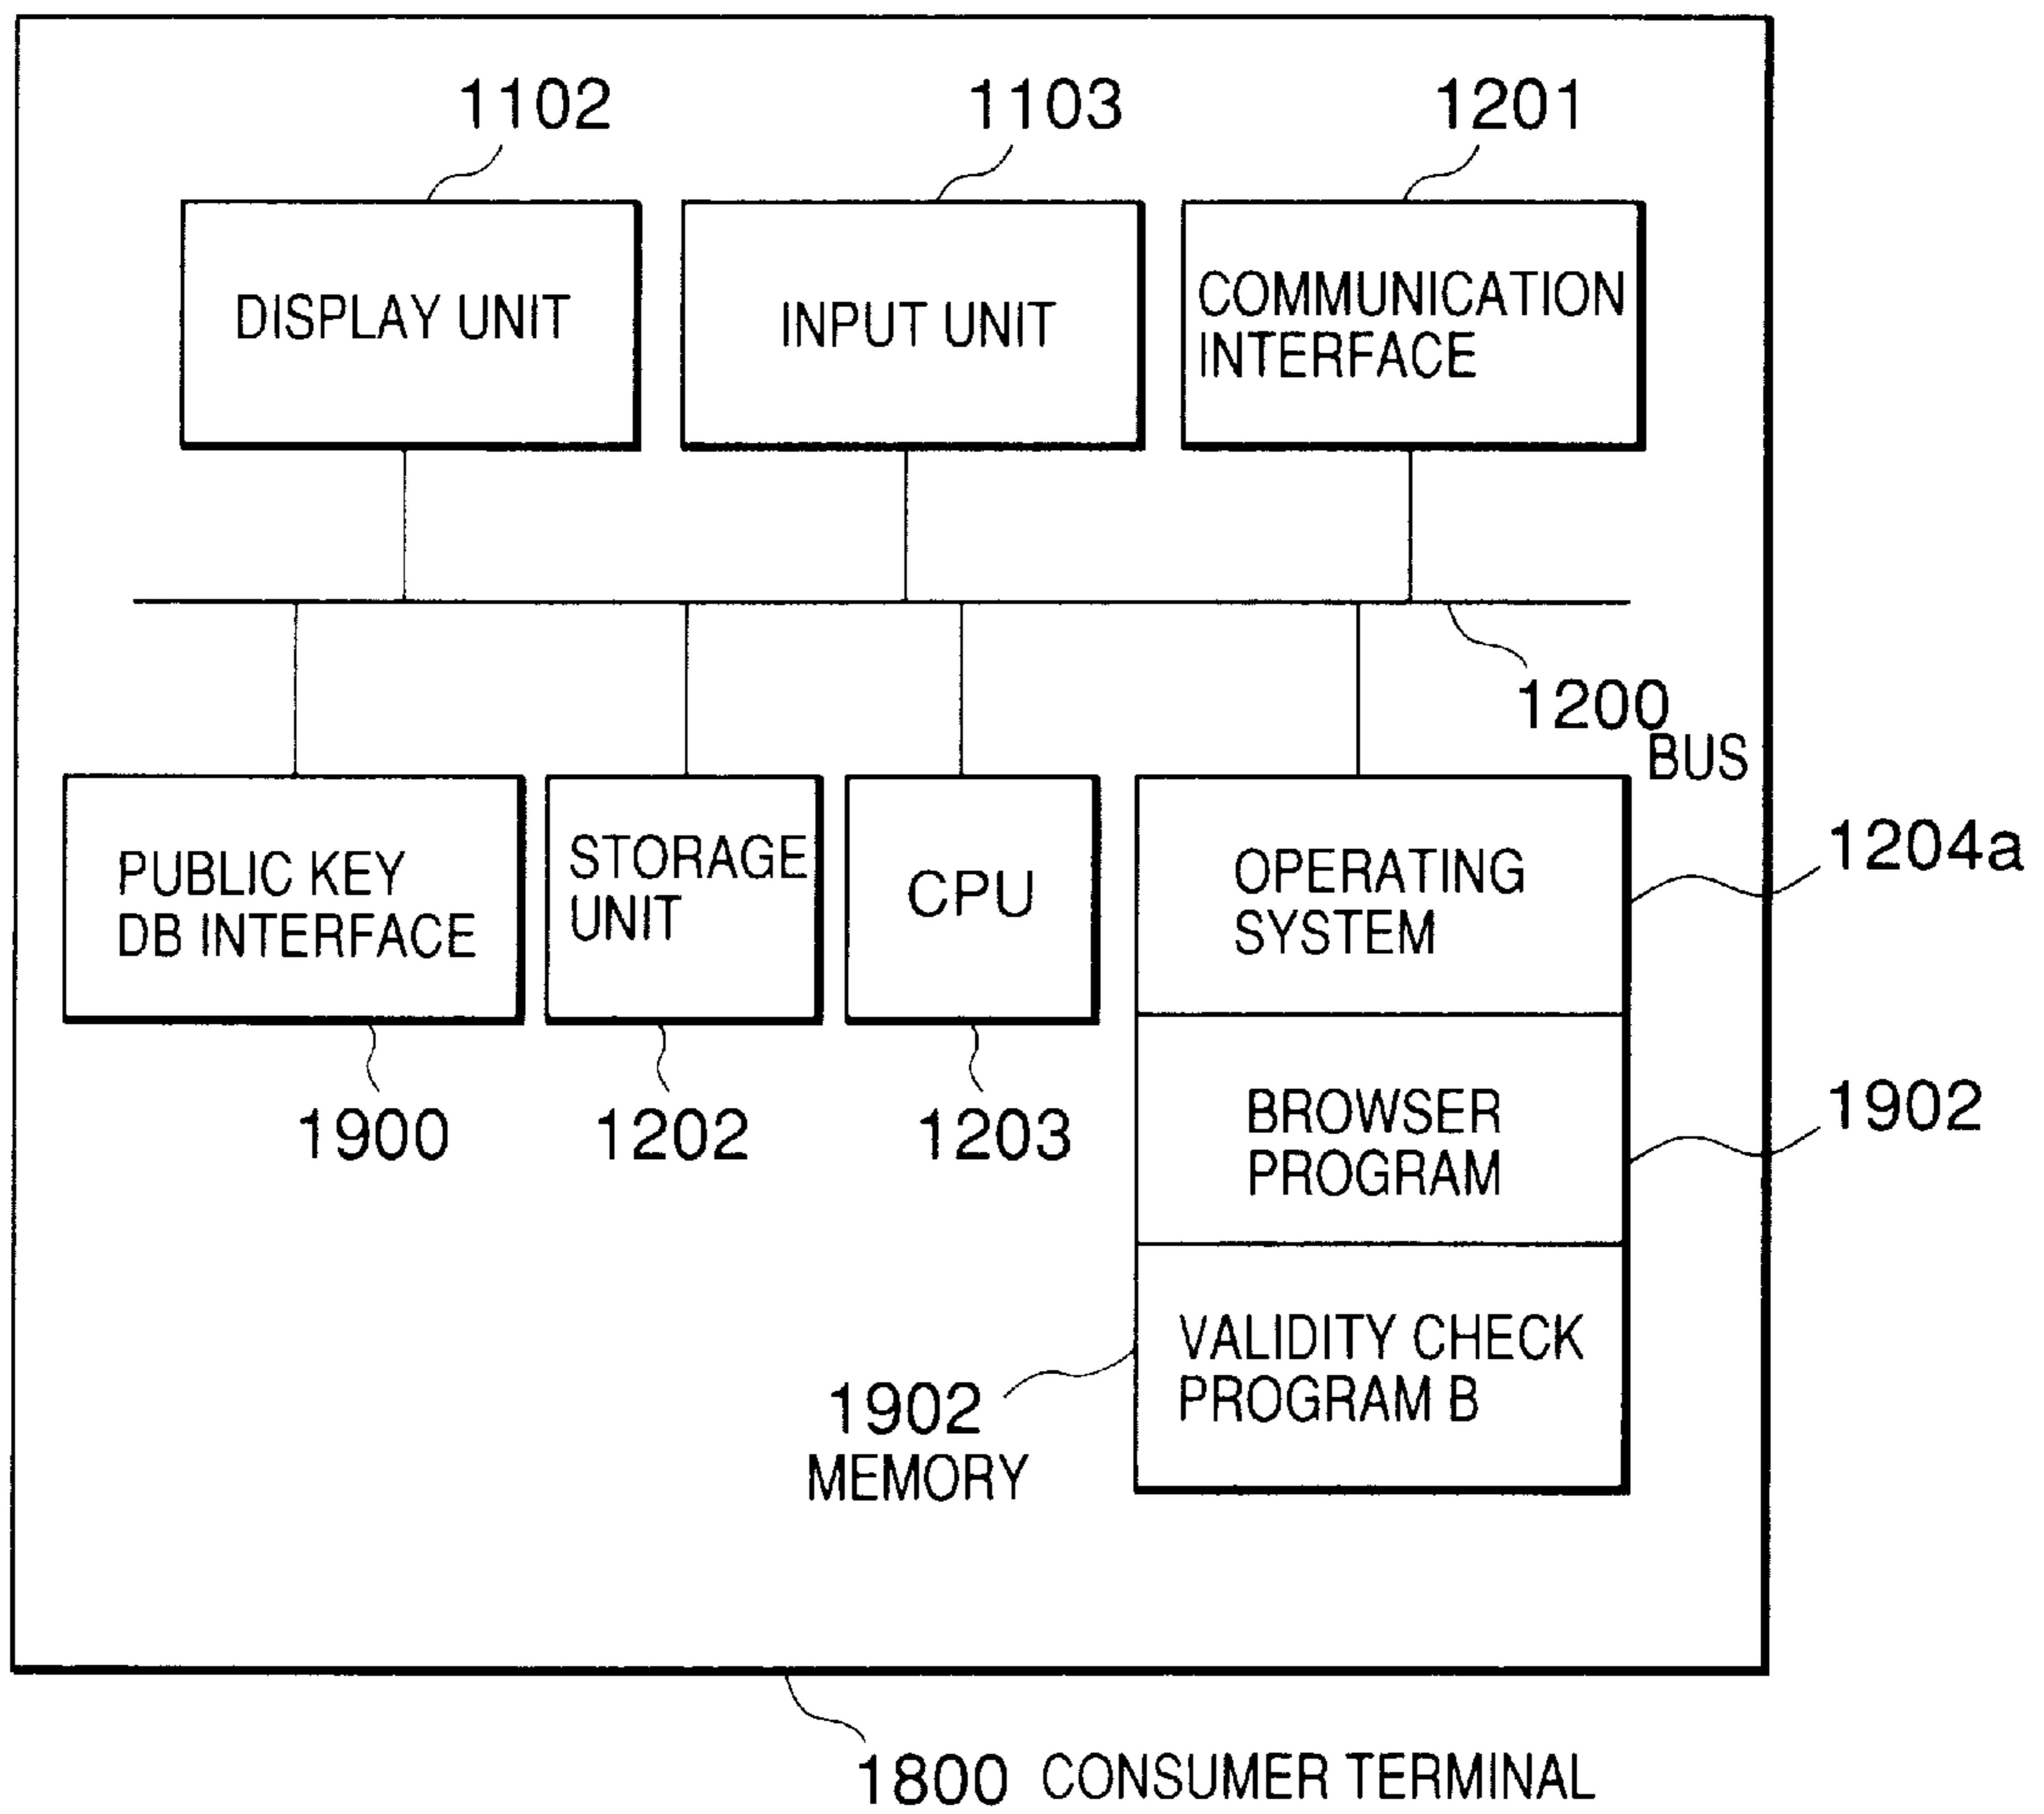 1102
1103
1201
DISPLAY UNIT
INPUT UNIT
COMMUNICATION
INTERFACE
1200
BUS
PUBLIC KEY
DB INTERFACE
STORAGE
UNIT
CPU
OPERATING
SYSTEM
1204a
1900
1202
1203
BROWSER
PROGRAM
1902
VALIDITY CHECK
PROGRAM B
1902
MEMORY
1800 CONSUMER TERMINAL